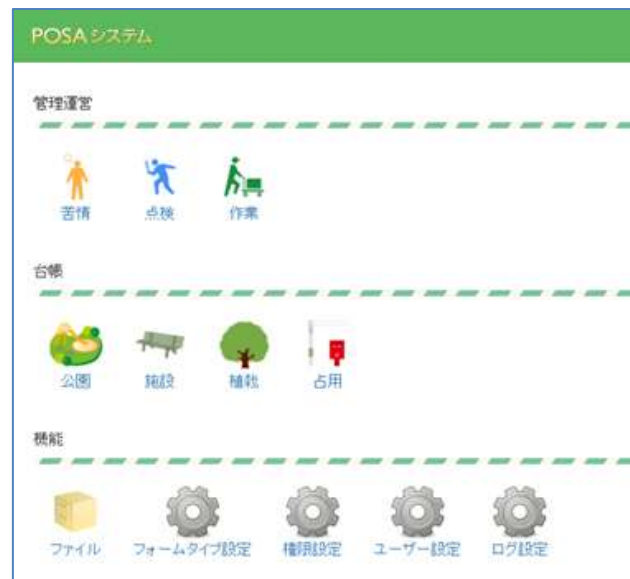 POSAシステム
管理運営
苦情 点検 作業
台帳
公園 施設 植栽 占用
機能
ファイル フォームタイプ設定 権限設定 ユーザー設定 ログ設定